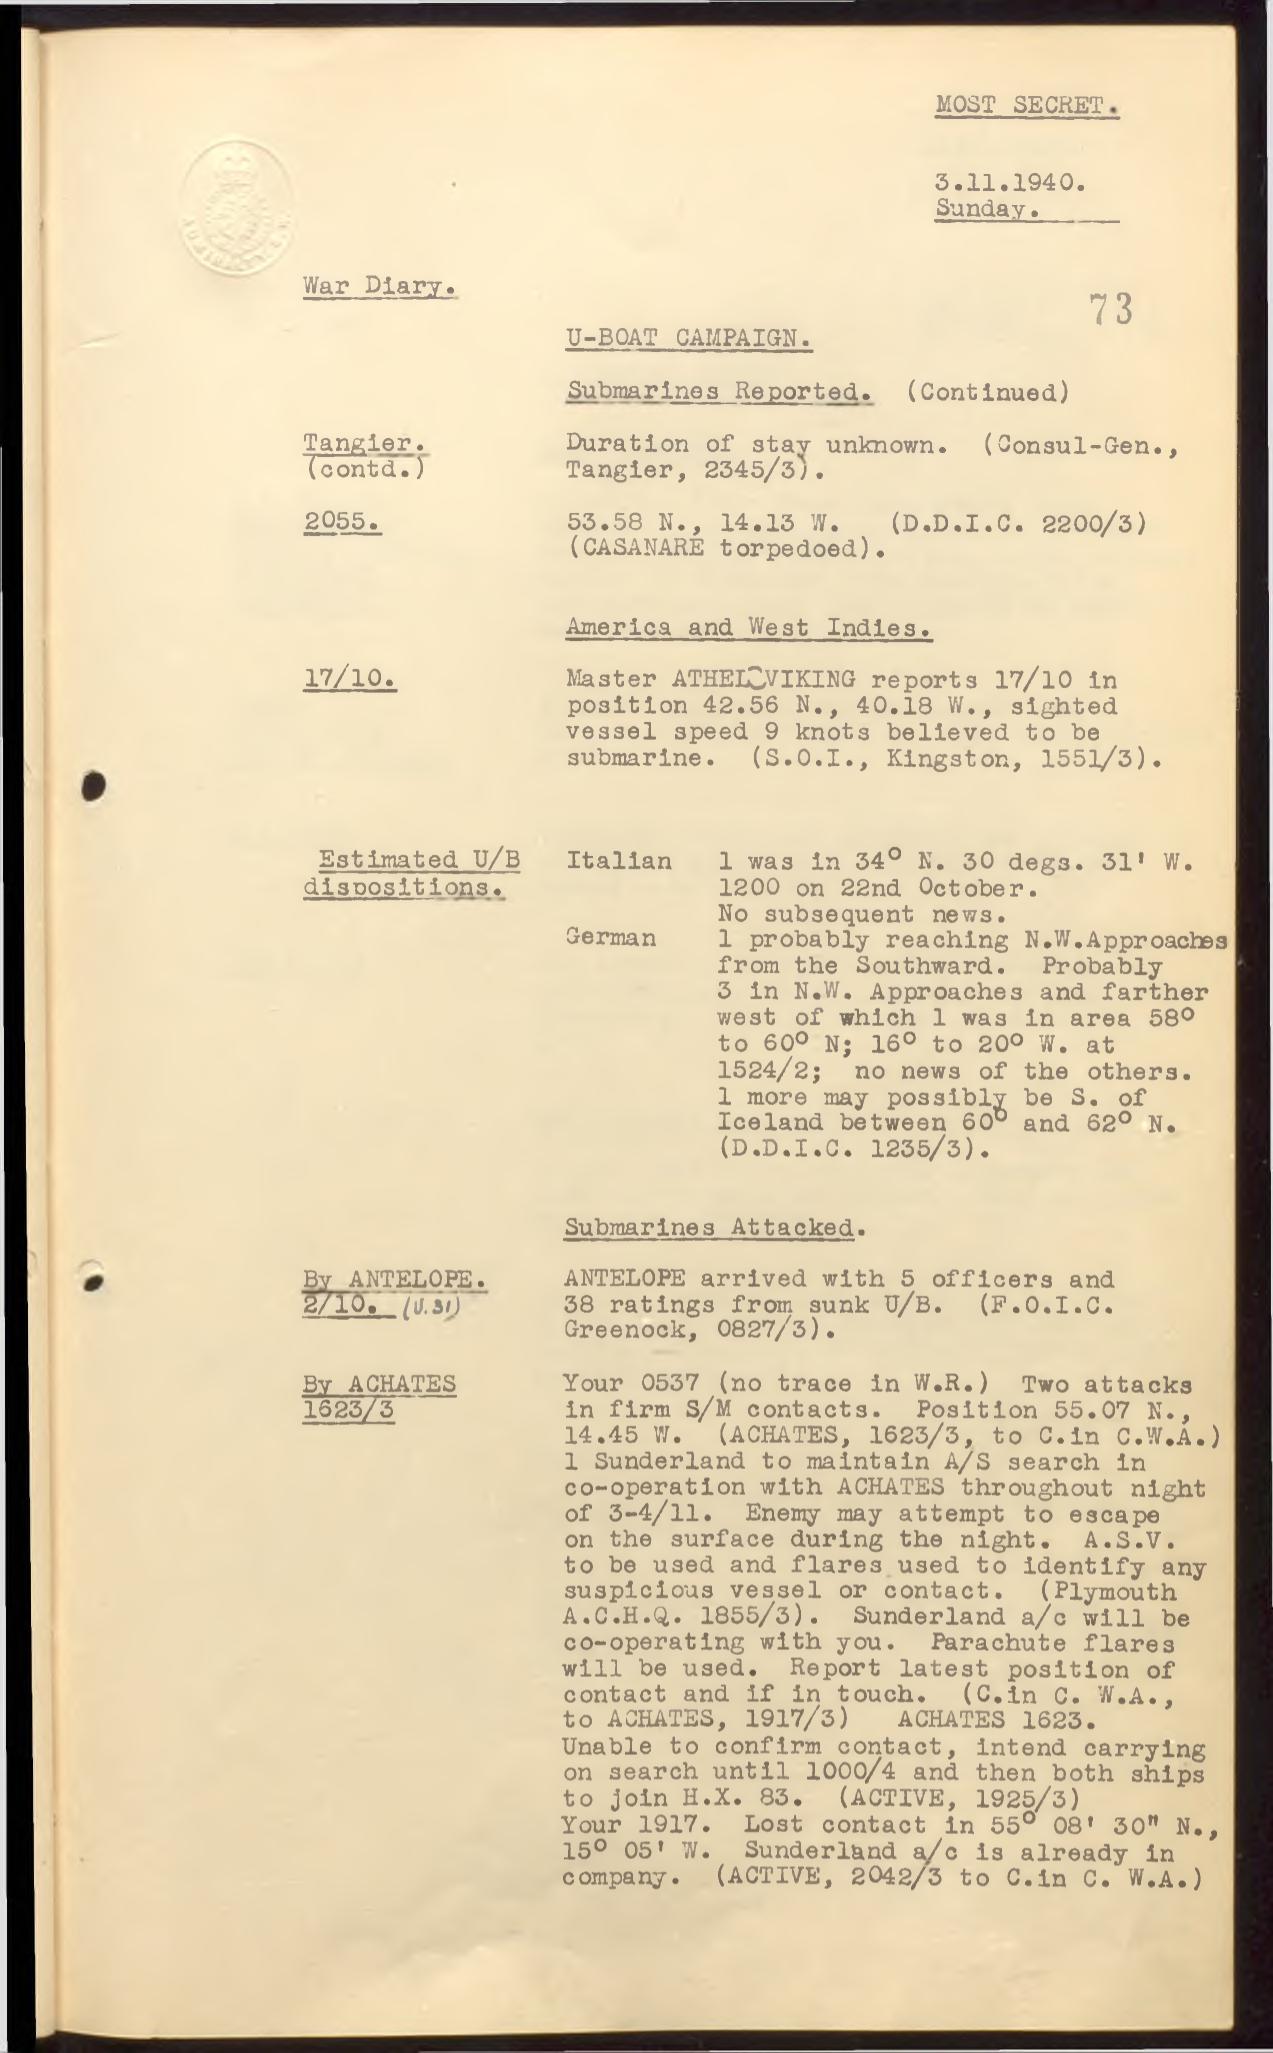 MOST SECRET.
3.11.1940.
Sunday.
War Diary.
73
U-BOAT CAMPAIGN.
Submarines Reported. (Continued)
Tangier. Duration of stay unknown. (Consul-Gen.,
(contd.) Tangier, 2345/3).
2055. 53.58 N., 14.13 W. (D.D.I.C. 2200/3)
(CASANARE torpedoed).
America and West Indies.
17/10. Master ATHEL VIKING reports 17/10 in
position 42.56 N., 40.18 W., sighted
vessel speed 9 knots believed to be
submarine. (S.O.I., Kingston, 1551/3).
Estimated U/B Italian 1 was in 34° N. 30 degs. 31' W.
dispositions. 1200 on 22nd October.
No subsequent news.
German 1 probably reaching N.W.Approaches
from the Southward. Probably
3 in N.W. Approaches and farther
west of which 1 was in area 58°
to 60° N; 16° to 20° W. at
1524/2; no news of the others.
1 more may possibly be S. of
Iceland between 60° and 62° N.
(D.D.I.C. 1235/3).
Submarines Attacked.
By ANTELOPE. ANTELOPE arrived with 5 officers and
2/10. (U.31) 38 ratings from sunk U/B. (F.O.I.C.
Greenock, 0827/3).
By ACHATES Your 0537 (no trace in W.R.) Two attacks
1623/3 in firm S/M contacts. Position 55.07 N.,
14.45 W. (ACHATES, 1623/3, to C.in C.W.A.)
1 Sunderland to maintain A/S search in
co-operation with ACHATES throughout night
of 3-4/11. Enemy may attempt to escape
on the surface during the night. A.S.V.
to be used and flares used to identify any
suspicious vessel or contact. (Plymouth
A.C.H.Q. 1855/3). Sunderland a/c will be
co-operating with you. Parachute flares
will be used. Report latest position of
contact and if in touch. (C.in C. W.A.,
to ACHATES, 1917/3) ACHATES 1623.
Unable to confirm contact, intend carrying
on search until 1000/4 and then both ships
to join H.X. 83. (ACTIVE, 1925/3)
Your 1917. Lost contact in 55° 08' 30" N.,
15° 05' W. Sunderland a/c is already in
company. (ACTIVE, 2042/3 to C.in C. W.A.)